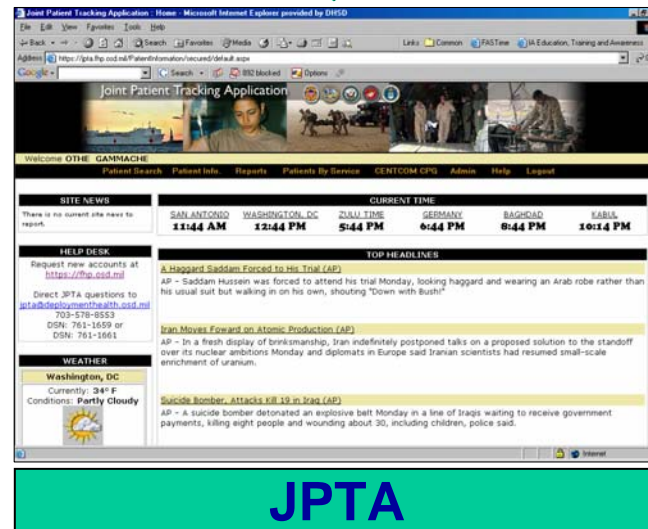 Joint Patient Tracking Application : Home - Microsoft Internet Explorer provided by DHSD
File Edit View Favorites Tools Help
Back Search Favorites Media Links Common FASTime IA Education, Training and Awareness
Address https://jpta.fhp.osd.mil/PatientInformation/secured/default.aspx
Google Search 892 blocked Options
Joint Patient Tracking Application
Welcome OTHE GAMMACHE
Patient Search Patient Info. Reports Patients By Service CENTCOM CPG Admin Help Logout
SITE NEWS
There is no current site news to
report.
CURRENT TIME
SAN ANTONIO WASHINGTON, DC ZULU TIME GERMANY BAGHDAD KABUL
11:44 AM 12:44 PM 5:44 PM 6:44 PM 8:44 PM 10:14 PM
HELP DESK
Request new accounts at
https://fhp.osd.mil
Direct JPTA questions to
jpta@deploymenthealth.osd.mil
703-578-8553
DSN: 761-1659 or
DSN: 761-1661
WEATHER
Washington, DC
Currently: 34º F
Conditions: Partly Cloudy
TOP HEADLINES
A Haggard Saddam Forced to His Trial (AP)
AP - Saddam Hussein was forced to attend his trial Monday, looking haggard and wearing an Arab robe rather than
his usual suit but walking in on his own, shouting "Down with Bush!"
Iran Moves Foward on Atomic Production (AP)
AP - In a fresh display of brinksmanship, Iran indefinitely postponed talks on a proposed solution to the standoff
over its nuclear ambitions Monday and diplomats in Europe said Iranian scientists had resumed small-scale
enrichment of uranium.
Suicide Bomber, Attacks Kill 19 in Iraq (AP)
AP - A suicide bomber detonated an explosive belt Monday in a line of Iraqis waiting to receive government
payments, killing eight people and wounding about 30, including children, police said.
Internet
JPTA